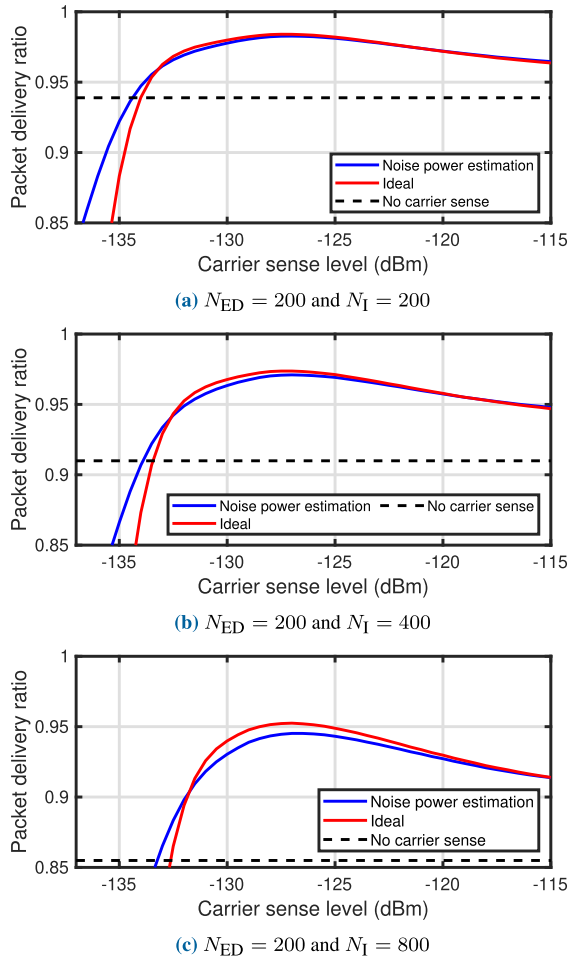 1
0.95
0.9
0.85
Packet delivery ratio
Noise power estimation
Ideal
No carrier sense
-135 -130 -125 -120 -115
Carrier sense level (dBm)
(a) N_ED = 200 and N_I = 200
1
0.95
0.9
0.85
Packet delivery ratio
Noise power estimation No carrier sense
Ideal
-135 -130 -125 -120 -115
Carrier sense level (dBm)
(b) N_ED = 200 and N_I = 400
1
0.95
0.9
0.85
Packet delivery ratio
Noise power estimation
Ideal
No carrier sense
-135 -130 -125 -120 -115
Carrier sense level (dBm)
(c) N_ED = 200 and N_I = 800